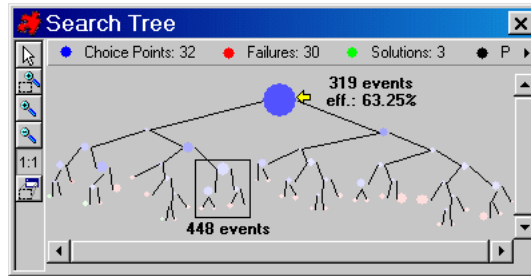 Search Tree
Choice Points: 32 Failures: 30 Solutions: 3 P
319 events
eff.: 63.25%
1:1
448 events